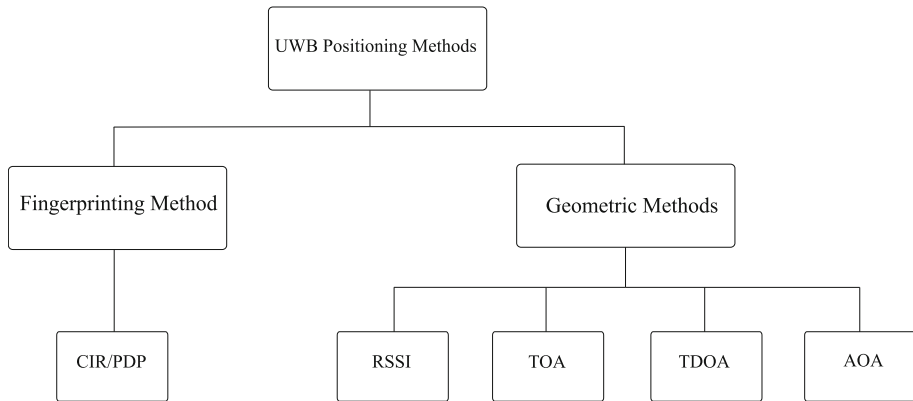 UWB Positioning Methods
Fingerprinting Method
Geometric Methods
CIR/PDP
RSSI
TOA
TDOA
AOA